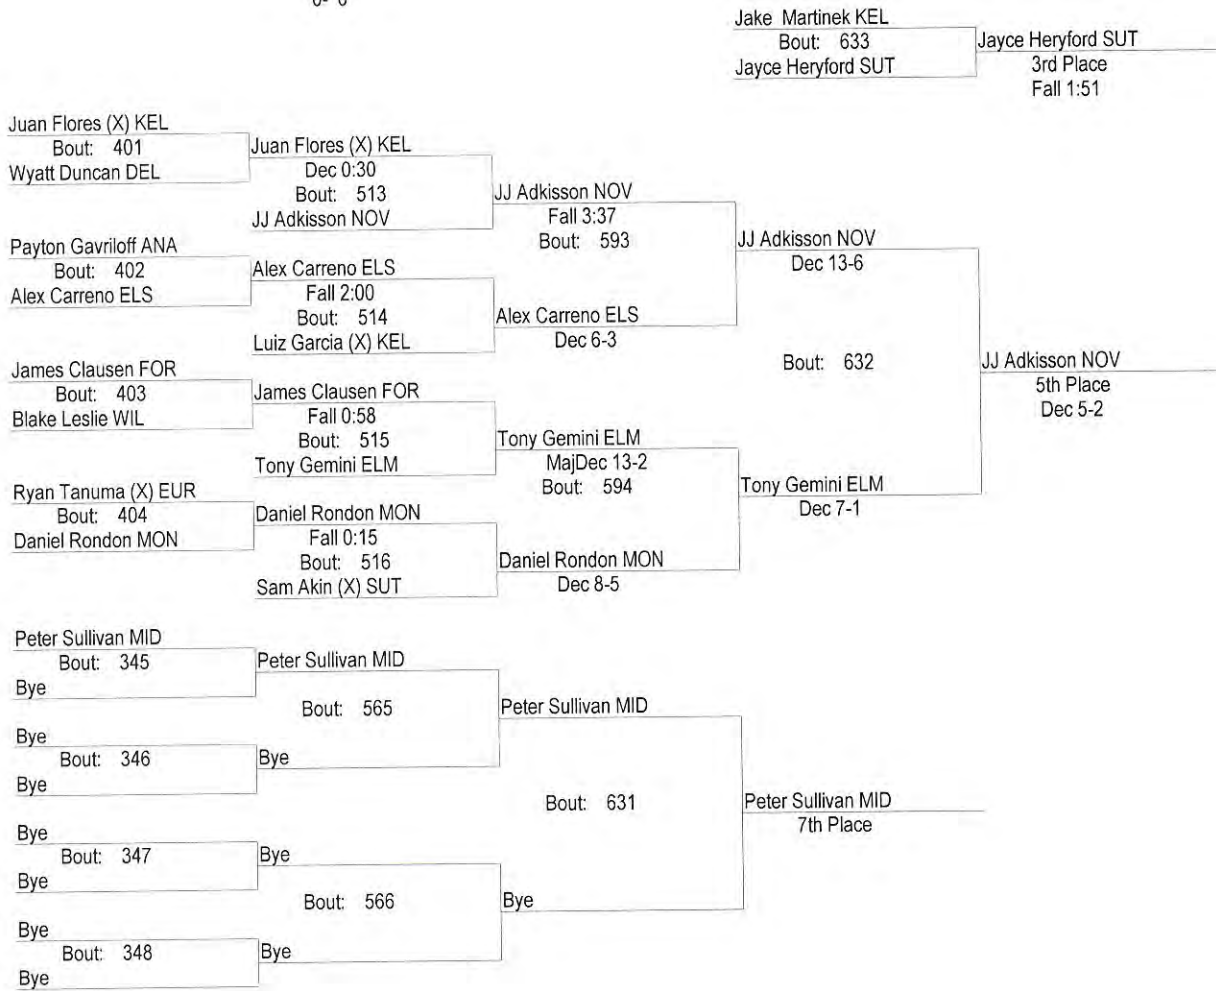 0- 0
Jake Martinek KEL
Bout: 633
Jayce Heryford SUT
Jayce Heryford SUT
3rd Place
Fall 1:51
Juan Flores (X) KEL
Bout: 401
Wyatt Duncan DEL
Juan Flores (X) KEL
Dec 0:30
Bout: 513
JJ Adkisson NOV
JJ Adkisson NOV
Fall 3:37
Bout: 593
Payton Gavriloff ANA
Bout: 402
Alex Carreno ELS
Alex Carreno ELS
Fall 2:00
Bout: 514
Luiz Garcia (X) KEL
Alex Carreno ELS
Dec 6-3
JJ Adkisson NOV
Dec 13-6
Bout: 632
JJ Adkisson NOV
5th Place
Dec 5-2
James Clausen FOR
Bout: 403
Blake Leslie WIL
James Clausen FOR
Fall 0:58
Bout: 515
Tony Gemini ELM
Tony Gemini ELM
MajDec 13-2
Bout: 594
Tony Gemini ELM
Dec 7-1
Ryan Tanuma (X) EUR
Bout: 404
Daniel Rondon MON
Daniel Rondon MON
Fall 0:15
Bout: 516
Sam Akin (X) SUT
Daniel Rondon MON
Dec 8-5
Peter Sullivan MID
Bout: 345
Bye
Peter Sullivan MID
Bout: 565
Peter Sullivan MID
Bye
Bout: 346
Bye
Bye
Bout: 631
Peter Sullivan MID
7th Place
Bye
Bout: 347
Bye
Bye
Bout: 566
Bye
Bye
Bout: 348
Bye
Bye